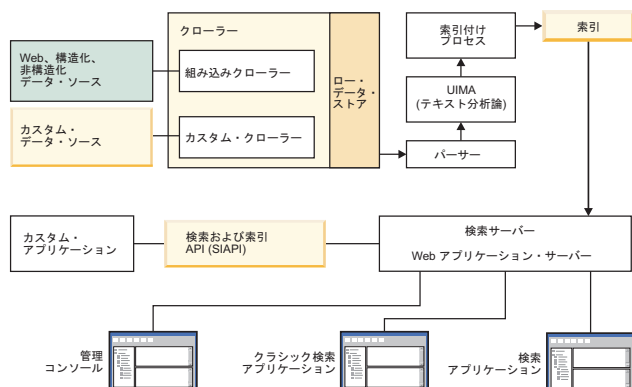 クローラー
Web、構造化、
非構造化
データ・ソース
組み込みクローラー
カスタム・
データ・ソース
カスタム・クローラー
ロー・
データ・
ストア
パーサー
UIMA
(テキスト分析論)
索引付け
プロセス
索引
カスタム・
アプリケーション
検索および索引
API (SIAPI)
検索サーバー
Web アプリケーション・サーバー
管理
コンソール
クラシック検索
アプリケーション
検索
アプリケーション